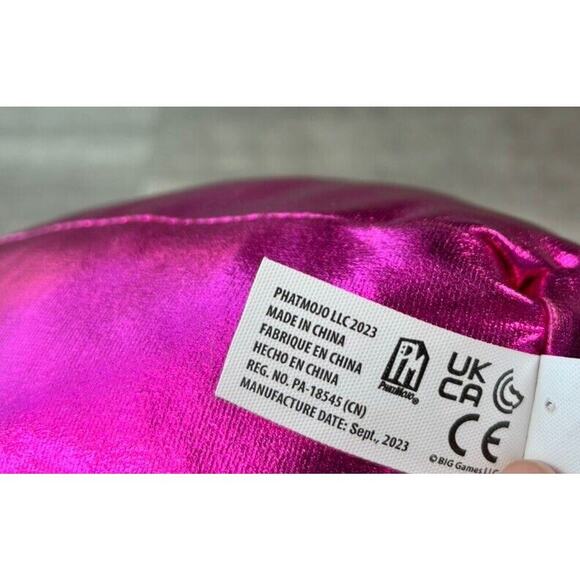 PHATMOJO LLC 2023
MADE IN CHINA
FABRIQUE EN CHINA
HECHO EN CHINA
REG. NO. PA-18545 (CN)
MANUFACTURE DATE: Sept., 2023
PM
PHATMOJO®
UK
CA
CE
© BIG Games LLC